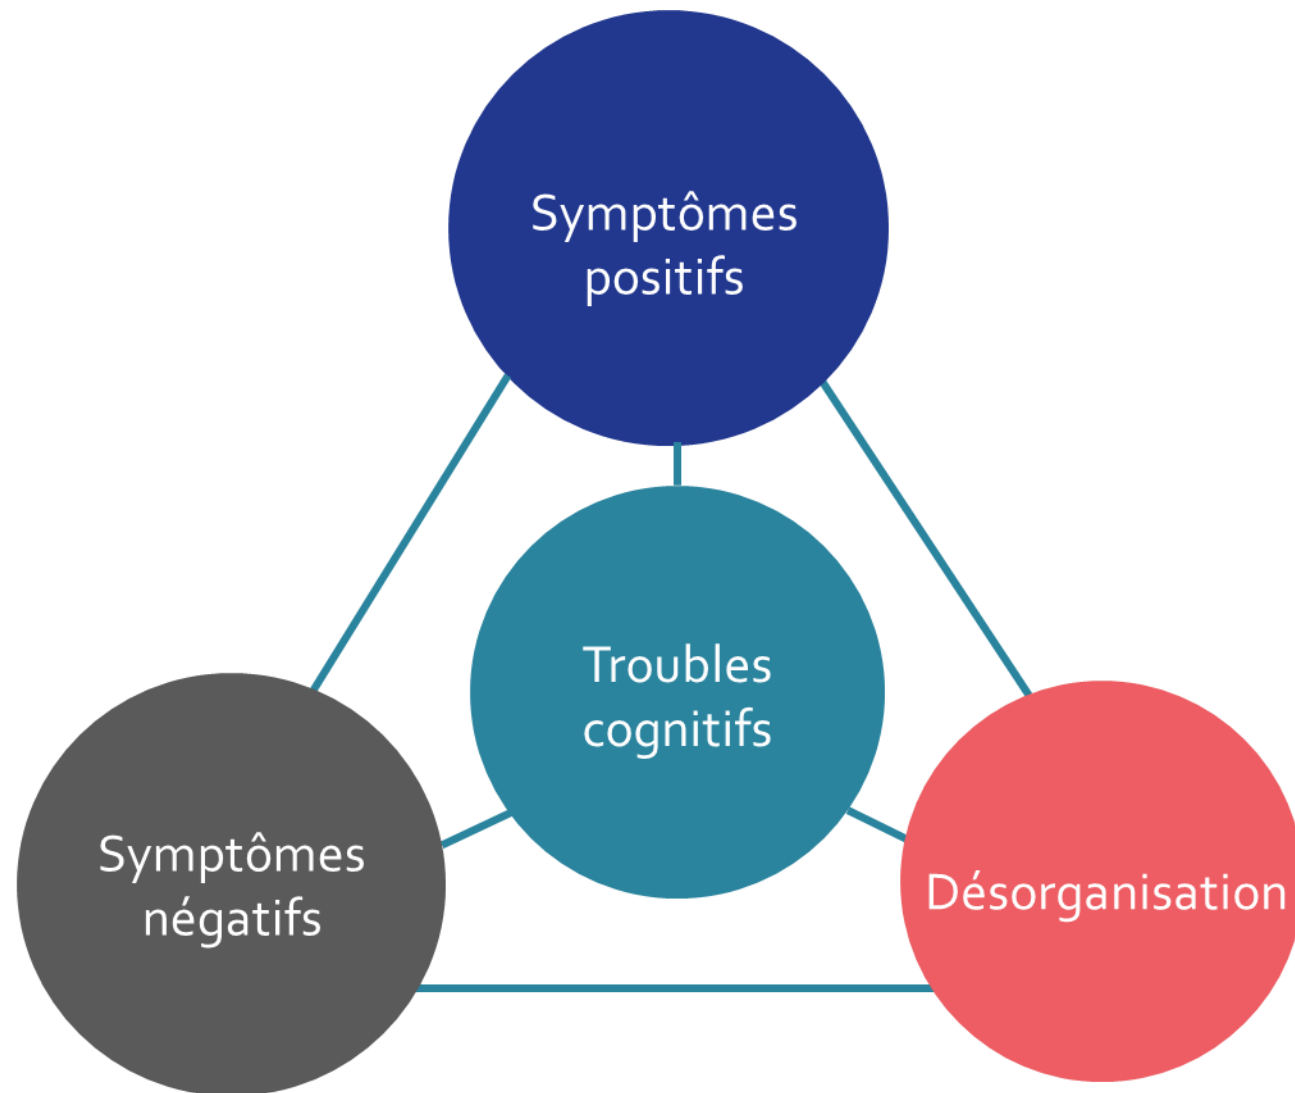 Symptômes
positifs
Troubles
cognitifs
Symptômes
négatifs
Désorganisation